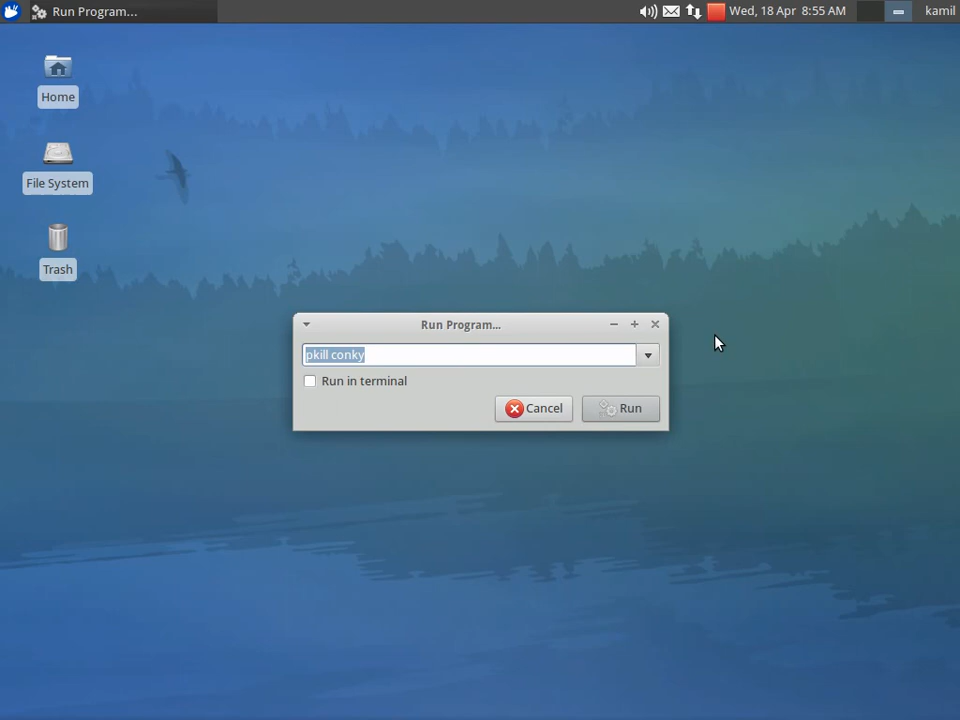 Run Program...
Wed, 18 Apr 8:55 AM
kamil
Home
File System
Trash
Run Program...
pkill conky
Run in terminal
Cancel
Run